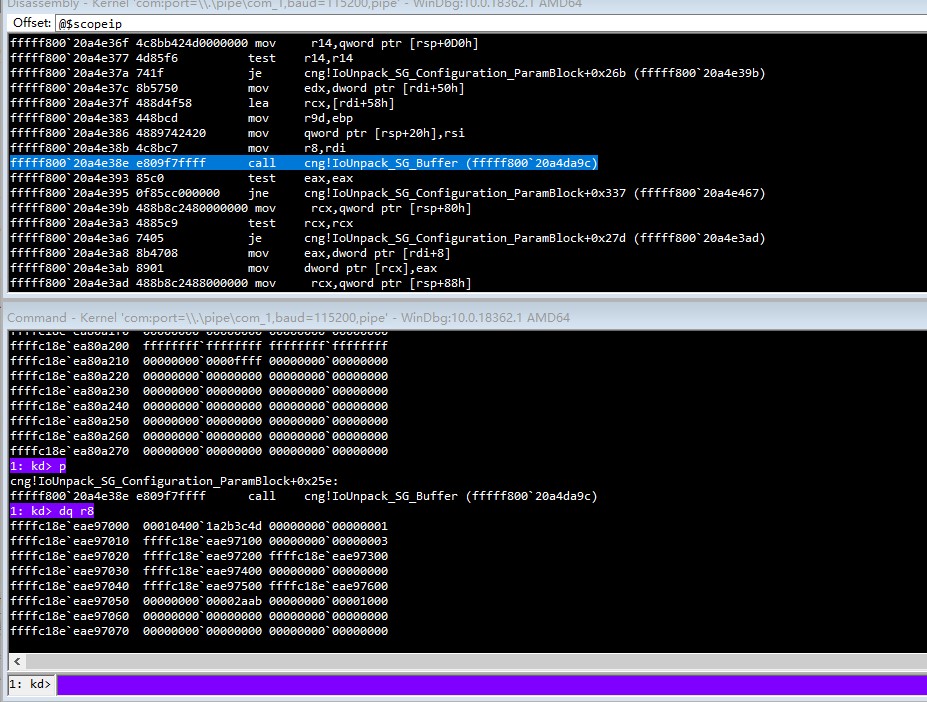 Disassembly - Kernel 'com:port=\\.\pipe\com_1,baud=115200,pipe' - WinDbg:10.0.18362.1 AMD64
Offset: @$scopeip
fffff800`20a4e36f 4c8bb424d0000000 mov r14,qword ptr [rsp+0D0h]
fffff800`20a4e377 4d85f6 test r14,r14
fffff800`20a4e37a 741f je cng!IoUnpack_SG_Configuration_ParamBlock+0x26b (fffff800`20a4e39b)
fffff800`20a4e37c 8b5750 mov edx,dword ptr [rdi+50h]
fffff800`20a4e37f 488d4f58 lea rcx,[rdi+58h]
fffff800`20a4e383 448bcd mov r9d,ebp
fffff800`20a4e386 4889742420 mov qword ptr [rsp+20h],rsi
fffff800`20a4e38b 4c8bc7 mov r8,rdi
fffff800`20a4e38e e809f7ffff call cng!IoUnpack_SG_Buffer (fffff800`20a4da9c)
fffff800`20a4e393 85c0 test eax,eax
fffff800`20a4e395 0f85cc000000 jne cng!IoUnpack_SG_Configuration_ParamBlock+0x337 (fffff800`20a4e467)
fffff800`20a4e39b 488b8c2480000000 mov rcx,qword ptr [rsp+80h]
fffff800`20a4e3a3 4885c9 test rcx,rcx
fffff800`20a4e3a6 7405 je cng!IoUnpack_SG_Configuration_ParamBlock+0x27d (fffff800`20a4e3ad)
fffff800`20a4e3a8 8b4708 mov eax,dword ptr [rdi+8]
fffff800`20a4e3ab 8901 mov dword ptr [rcx],eax
fffff800`20a4e3ad 488b8c2488000000 mov rcx,qword ptr [rsp+88h]
Command - Kernel 'com:port=\\.\pipe\com_1,baud=115200,pipe' - WinDbg:10.0.18362.1 AMD64
ffffc18e`ea80a1f0 00000000`00000000 00000000`00000000
ffffc18e`ea80a200 ffffffff`ffffffff ffffffff`ffffffff
ffffc18e`ea80a210 00000000`0000ffff 00000000`00000000
ffffc18e`ea80a220 00000000`00000000 00000000`00000000
ffffc18e`ea80a230 00000000`00000000 00000000`00000000
ffffc18e`ea80a240 00000000`00000000 00000000`00000000
ffffc18e`ea80a250 00000000`00000000 00000000`00000000
ffffc18e`ea80a260 00000000`00000000 00000000`00000000
ffffc18e`ea80a270 00000000`00000000 00000000`00000000
1: kd> p
cng!IoUnpack_SG_Configuration_ParamBlock+0x25e:
fffff800`20a4e38e e809f7ffff call cng!IoUnpack_SG_Buffer (fffff800`20a4da9c)
1: kd> dq r8
ffffc18e`eae97000 00010400`1a2b3c4d 00000000`00000001
ffffc18e`eae97010 ffffc18e`eae97100 00000000`00000003
ffffc18e`eae97020 ffffc18e`eae97200 ffffc18e`eae97300
ffffc18e`eae97030 ffffc18e`eae97400 00000000`00000000
ffffc18e`eae97040 ffffc18e`eae97500 ffffc18e`eae97600
ffffc18e`eae97050 00000000`00002aab 00000000`00001000
ffffc18e`eae97060 00000000`00000000 00000000`00000000
ffffc18e`eae97070 00000000`00000000 00000000`00000000
1: kd>